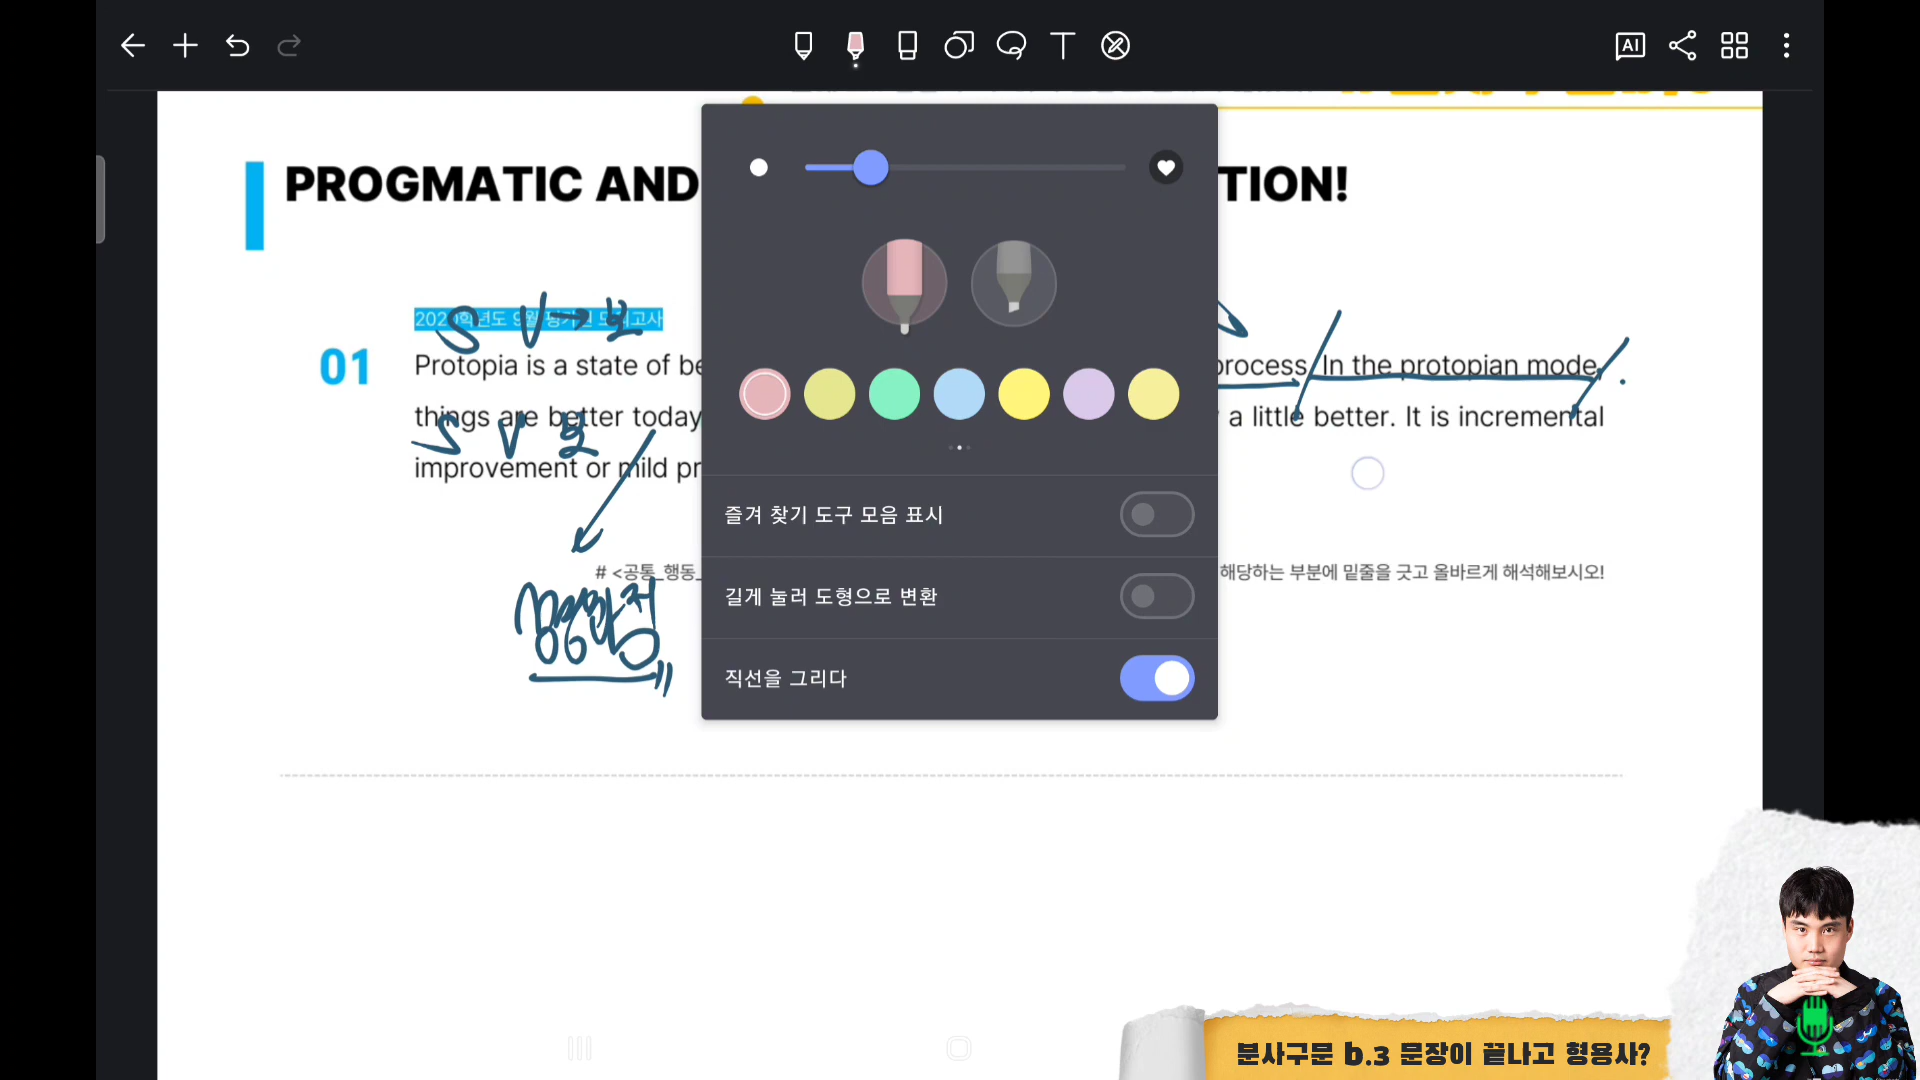 AI
PROGMATIC AND
TION!
S V → 보
01
Protopia is a state of be
process. In the protopian mode,
things are better today
a little better. It is incremental
S V 보
improvement or mild pr
# <공통_행동_
해당하는 부분에 밑줄을 긋고 올바르게 해석해보시오!
즐겨 찾기 도구 모음 표시
길게 눌러 도형으로 변환
직선을 그리다
분사구문 b.3 문장이 끝나고 형용사?